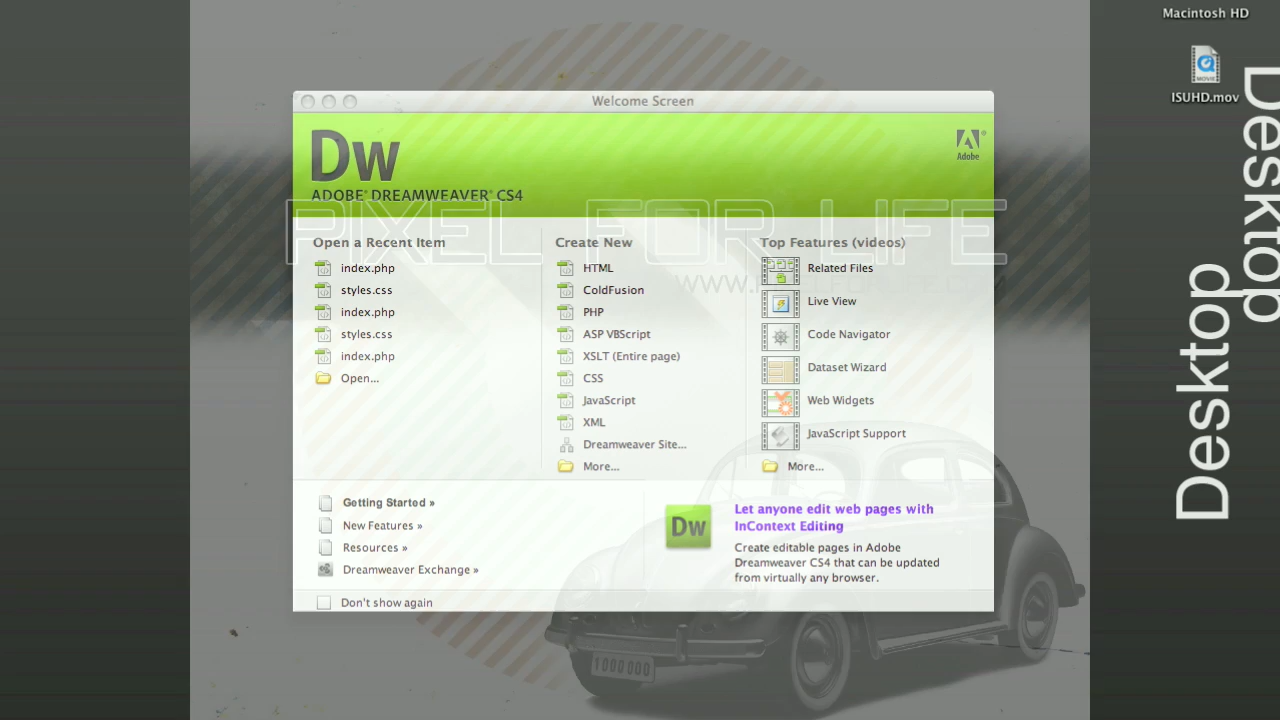 Macintosh HD
ISUHD.mov
Desktop
Desktop
Welcome Screen
Dw
ADOBE® DREAMWEAVER® CS4
Adobe
PIXEL FOR LIFE
Open a Recent Item
index.php
styles.css
index.php
styles.css
index.php
Open...
Create New
HTML
ColdFusion
PHP
ASP VBScript
XSLT (Entire page)
CSS
JavaScript
XML
Dreamweaver Site...
More...
Top Features (videos)
Related Files
Live View
Code Navigator
Dataset Wizard
Web Widgets
JavaScript Support
More...
Getting Started »
New Features »
Resources »
Dreamweaver Exchange »
Don't show again
Dw
Let anyone edit web pages with
InContext Editing
Create editable pages in Adobe
Dreamweaver CS4 that can be updated
from virtually any browser.
1000000